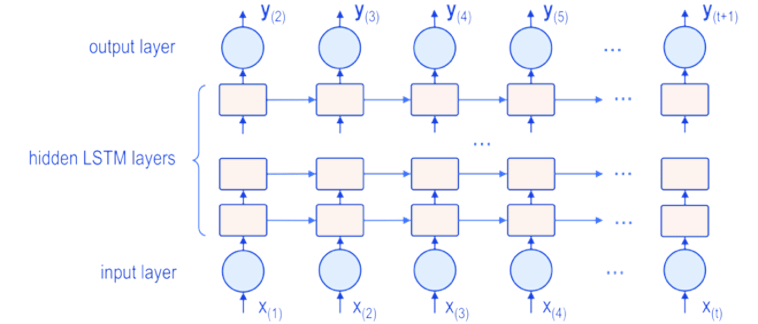 y(2) y(3) y(4) y(5) y(t+1)
output layer ...
...
hidden LSTM layers ...
...
...
input layer ...
x(1) x(2) x(3) x(4) x(t)